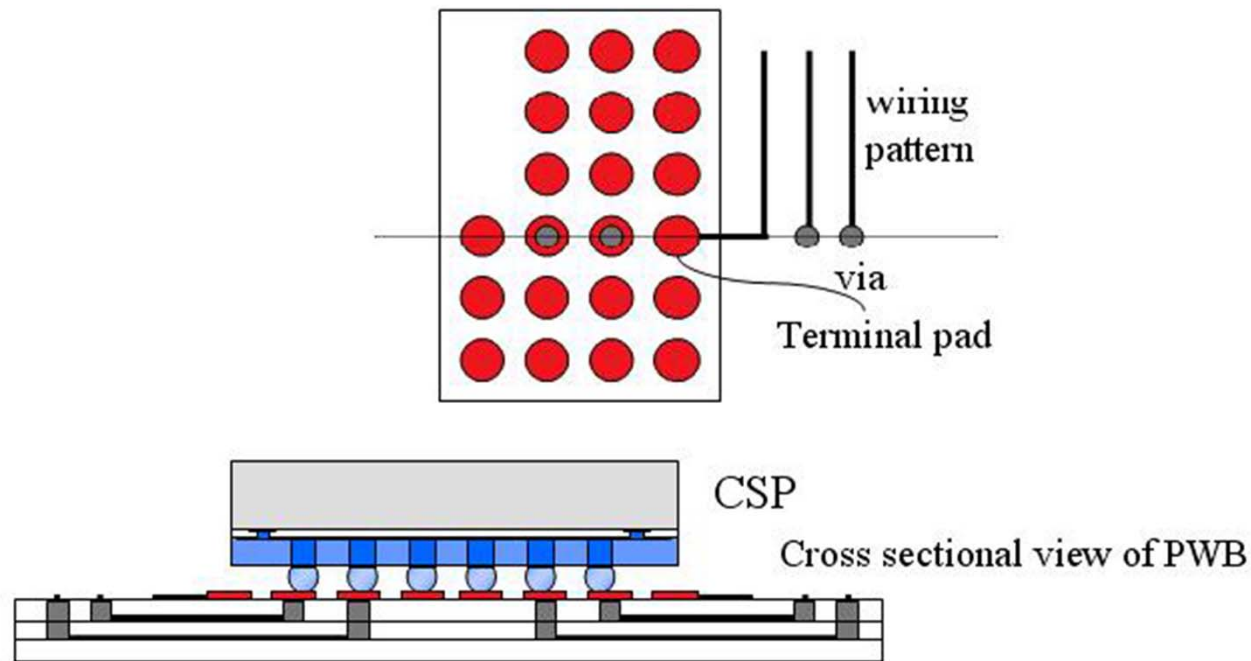 wiring
pattern
via
Terminal pad
CSP
Cross sectional view of PWB